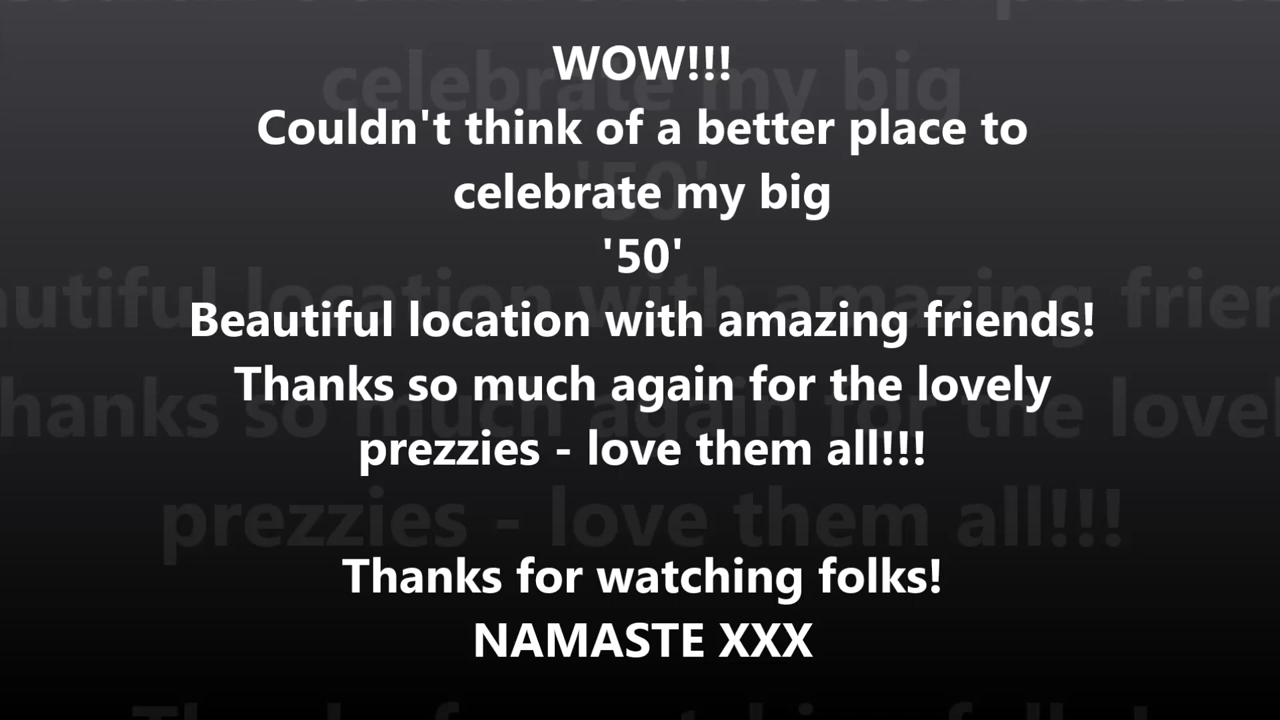 WOW!!!
Couldn't think of a better place to
celebrate my big
'50'
Beautiful location with amazing friends!
Thanks so much again for the lovely
prezzies - love them all!!!
Thanks for watching folks!
NAMASTE XXX